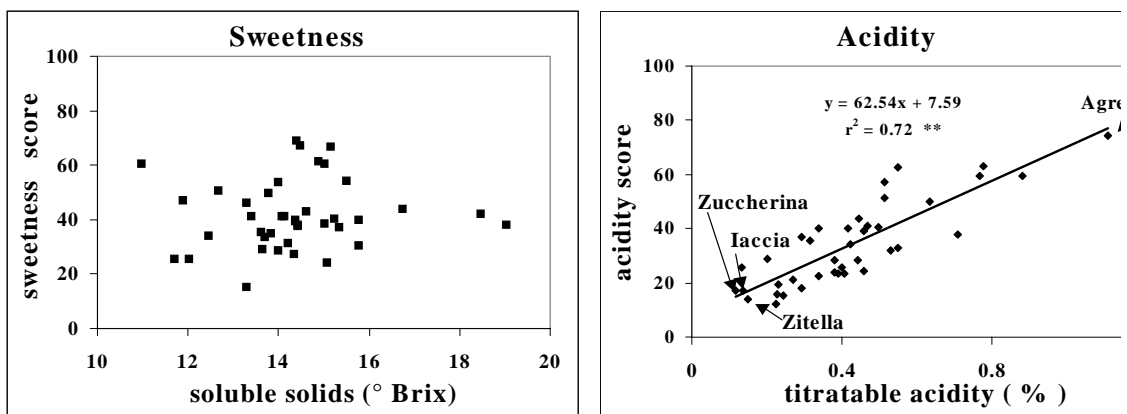 Sweetness
100
80
60
40
20
0
10 12 14 16 18 20
sweetness score
soluble solids (° Brix)
Acidity
y = 62.54x + 7.59
r² = 0.72 **
Agre
Zuccherina
Iaccia
Zitella
100
80
60
40
20
0
0 0.4 0.8
acidity score
titratable acidity ( % )